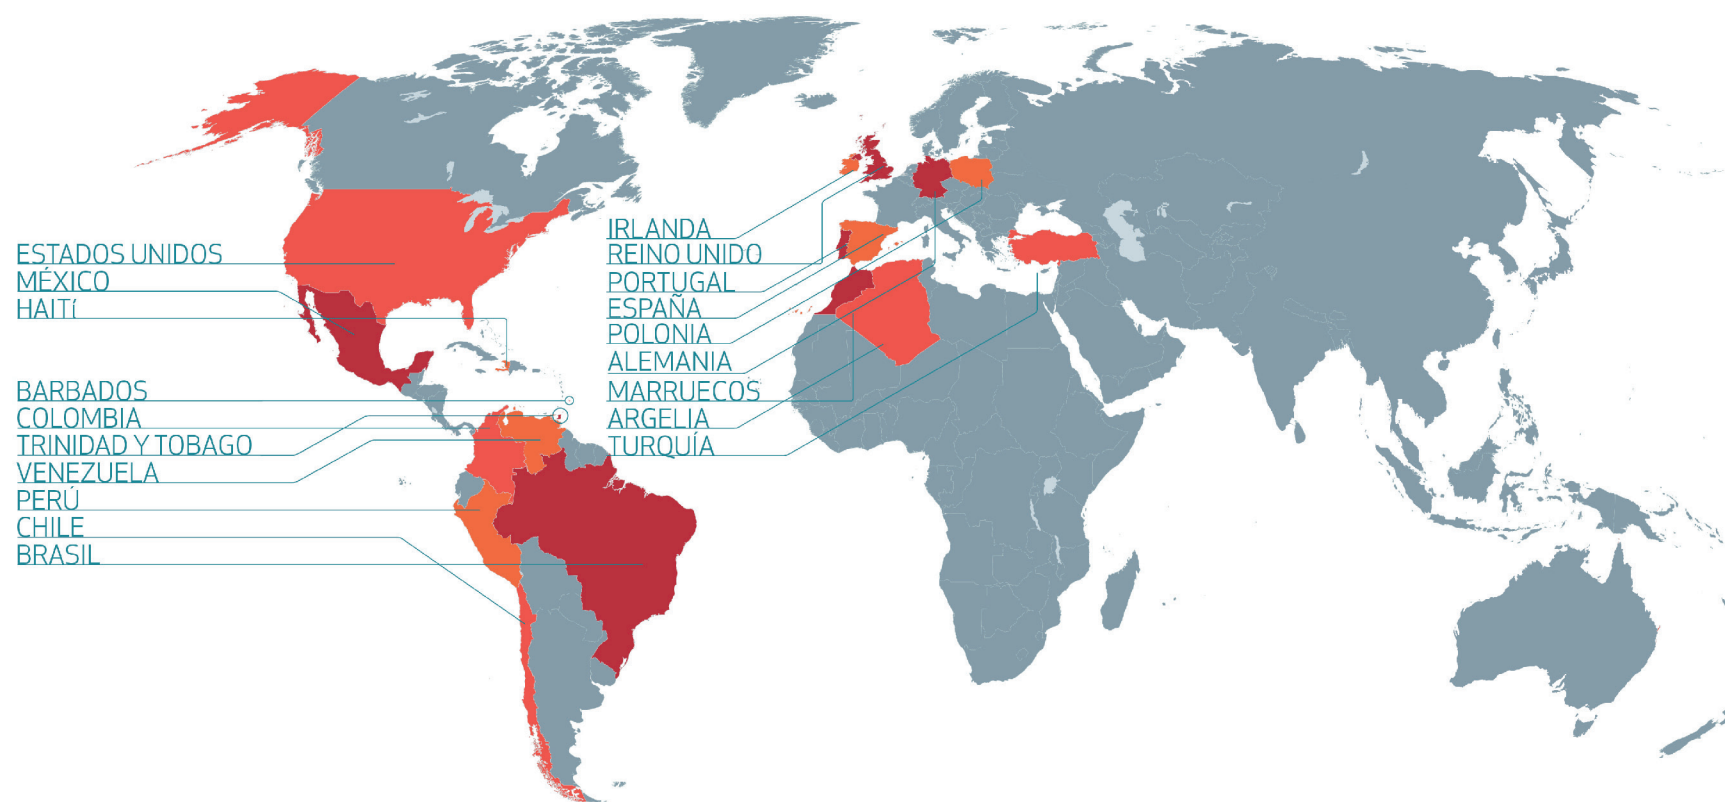 ESTADOS UNIDOS
MÉXICO
HAITí
BARBADOS
COLOMBIA
TRINIDAD Y TOBAGO
VENEZUELA
PERÚ
CHILE
BRASIL
IRLANDA
REINO UNIDO
PORTUGAL
ESPAÑA
POLONIA
ALEMANIA
MARRUECOS
ARGELIA
TURQUÍA